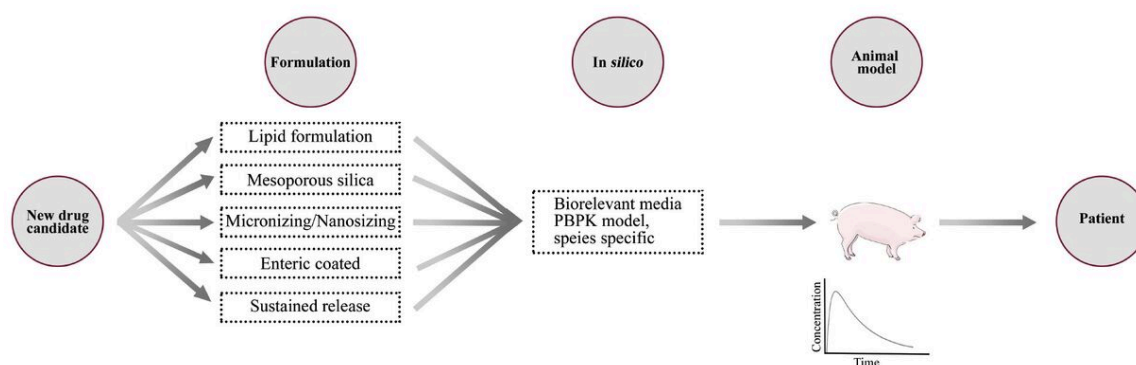 Formulation
In silico
Animal
model
Lipid formulation
Mesoporous silica
New drug
candidate
Micronizing/Nanosizing
Enteric coated
Sustained release
Biorelevant media
PBPK model,
speies specific
Patient
Concentration
Time